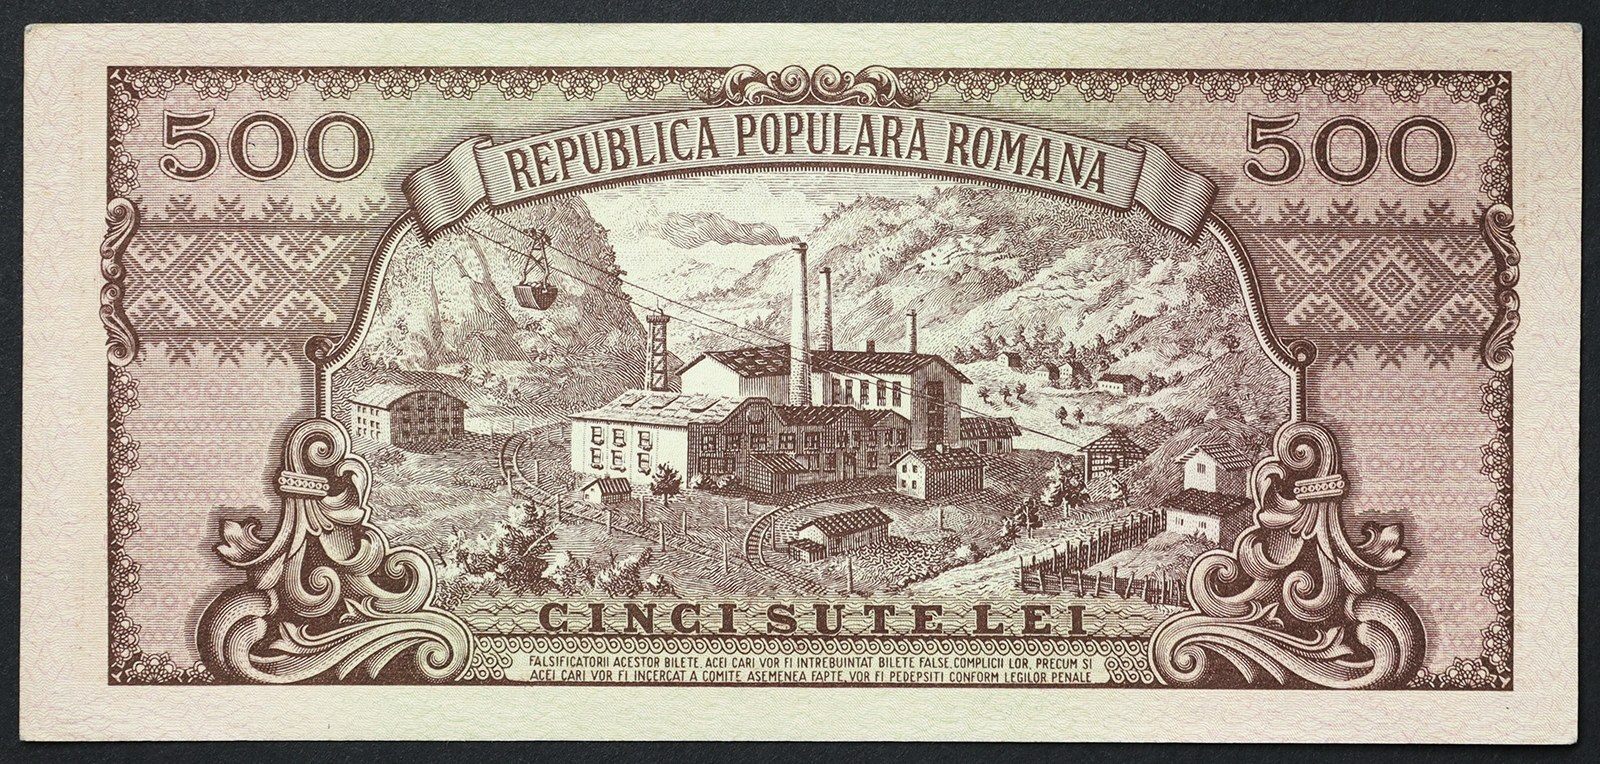 500
REPUBLICA POPULARA ROMANA
500
CINCI SUTE LEI
FALSIFICATORII ACESTOR BILETE, ACEI CARI VOR FI INTREBUINTAT BILETE FALSE, COMPLICII LOR, PRECUM SI
ACEI CARI VOR FI INCERCAT A COMITE ASEMENEA FAPTE, VOR FI PEDEPSITI CONFORM LEGILOR PENALE